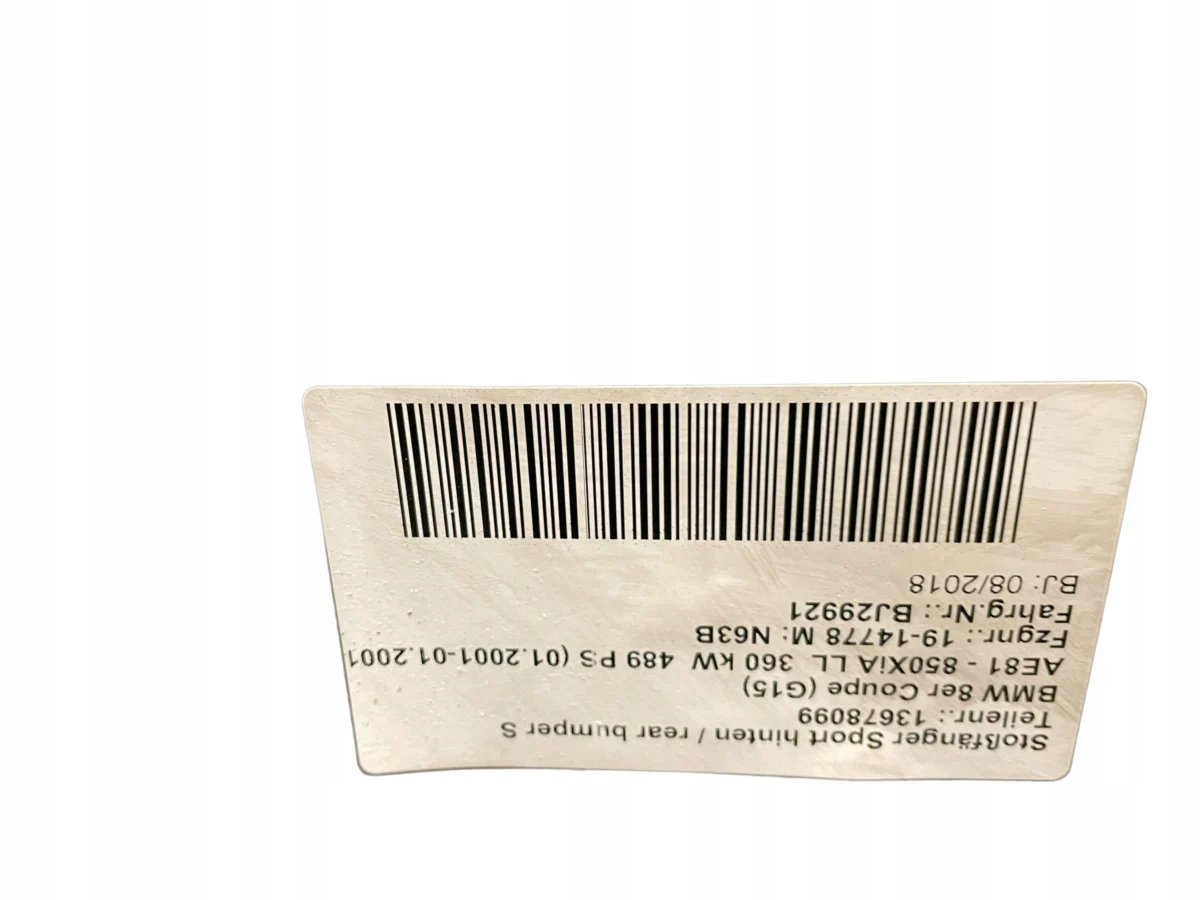 Stoßfänger Sport hinten / rear bumper S
Teilenr.: 13678099
BMW 8er Coupe (G15)
AE81 - 850XiA LL 360 kW 489 PS (01.2001-01.2001
Fzgnr.: 19-14778 M: N63B
Fahrg.Nr.: BJ29921
BJ: 08/2018